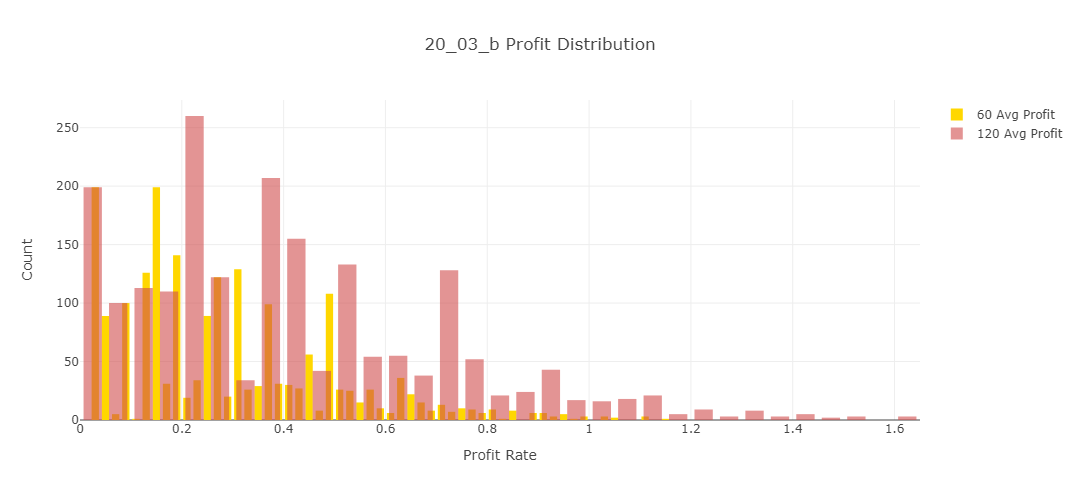 20_03_b Profit Distribution
60 Avg Profit
120 Avg Profit
250
200
150
100
50
0
Count
0 0.2 0.4 0.6 0.8 1 1.2 1.4 1.6
Profit Rate